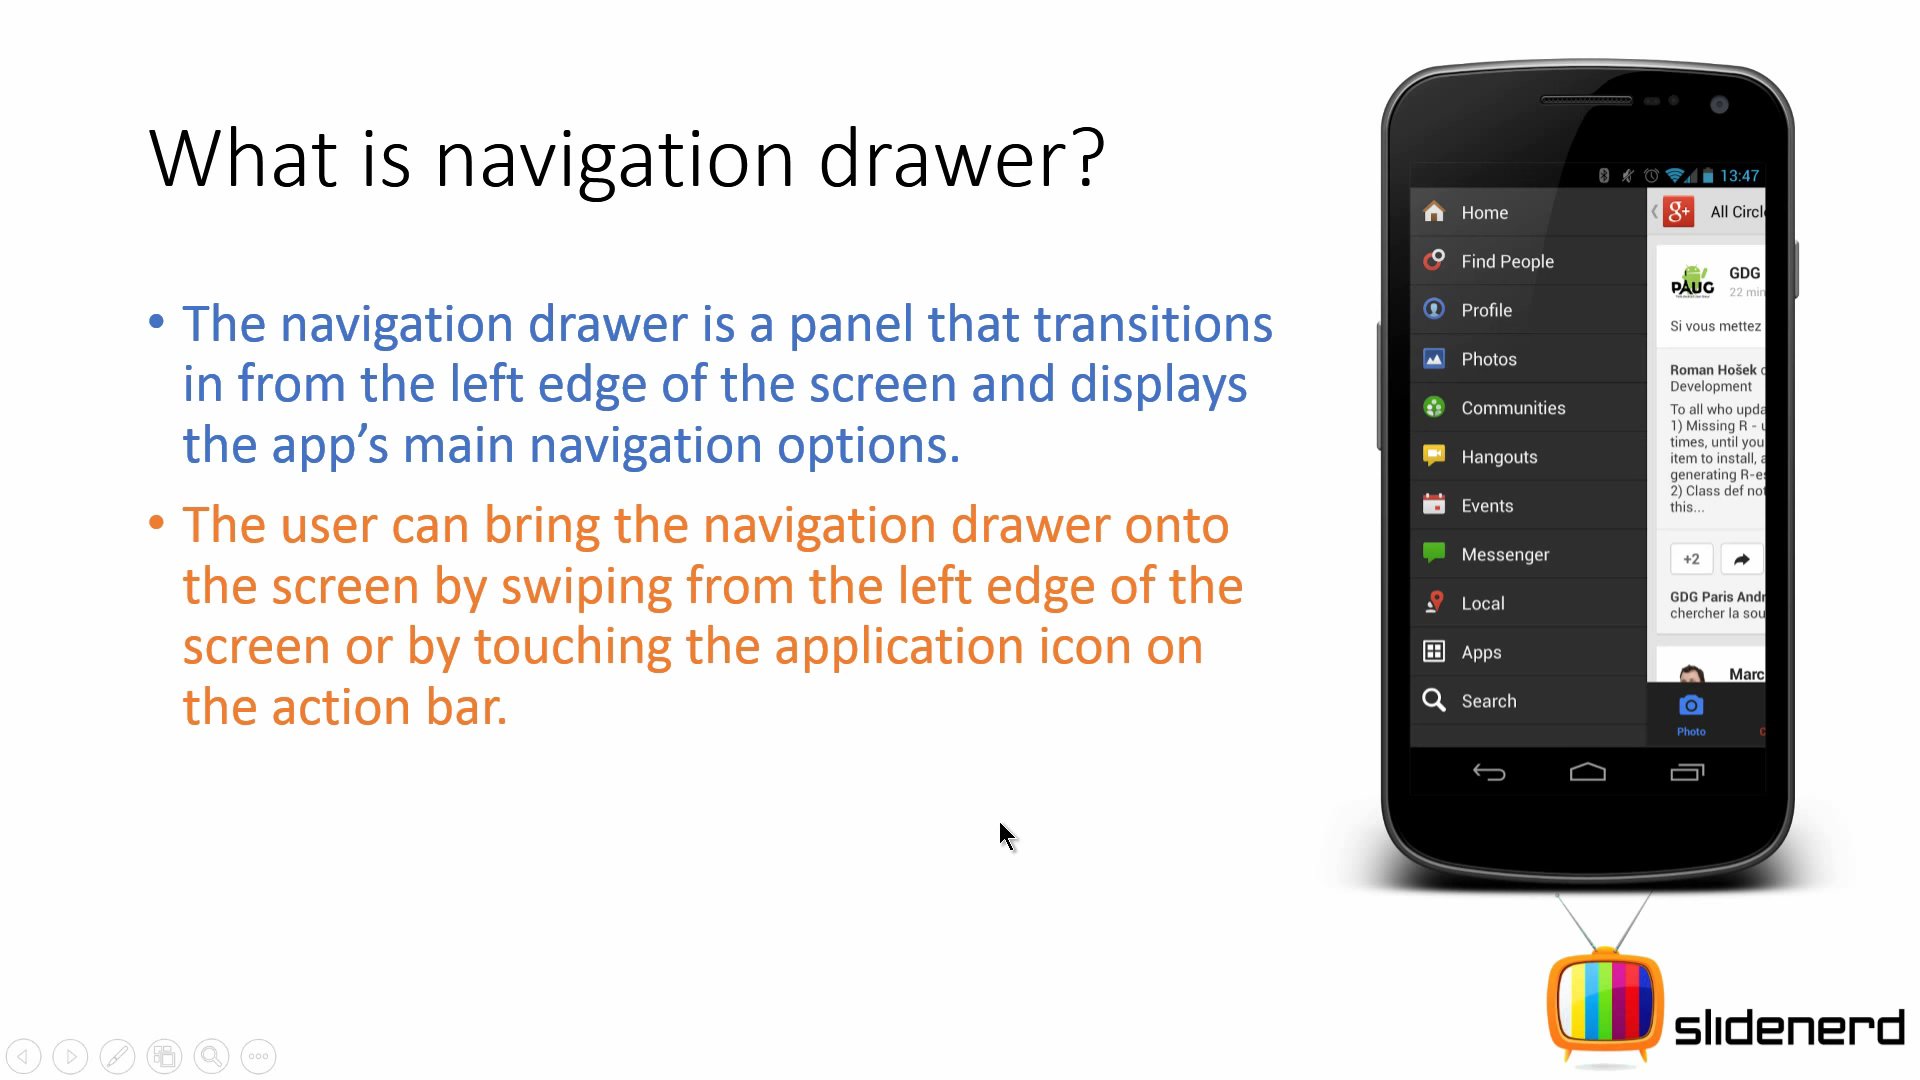 What is navigation drawer?
• The navigation drawer is a panel that transitions
in from the left edge of the screen and displays
the app’s main navigation options.
• The user can bring the navigation drawer onto
the screen by swiping from the left edge of the
screen or by touching the application icon on
the action bar.
13:47
Home
Find People
Profile
Photos
Communities
Hangouts
Events
Messenger
Local
Apps
Search
g+ All Circl
PAUG
GDG
22 min
Si vous mettez
Roman Hošek
Development
To all who upda
1) Missing R - u
times, until you
item to install, a
generating R-es
2) Class def not
this...
+2
GDG Paris Andr
chercher la sou
Marc
Photo
slidenerd